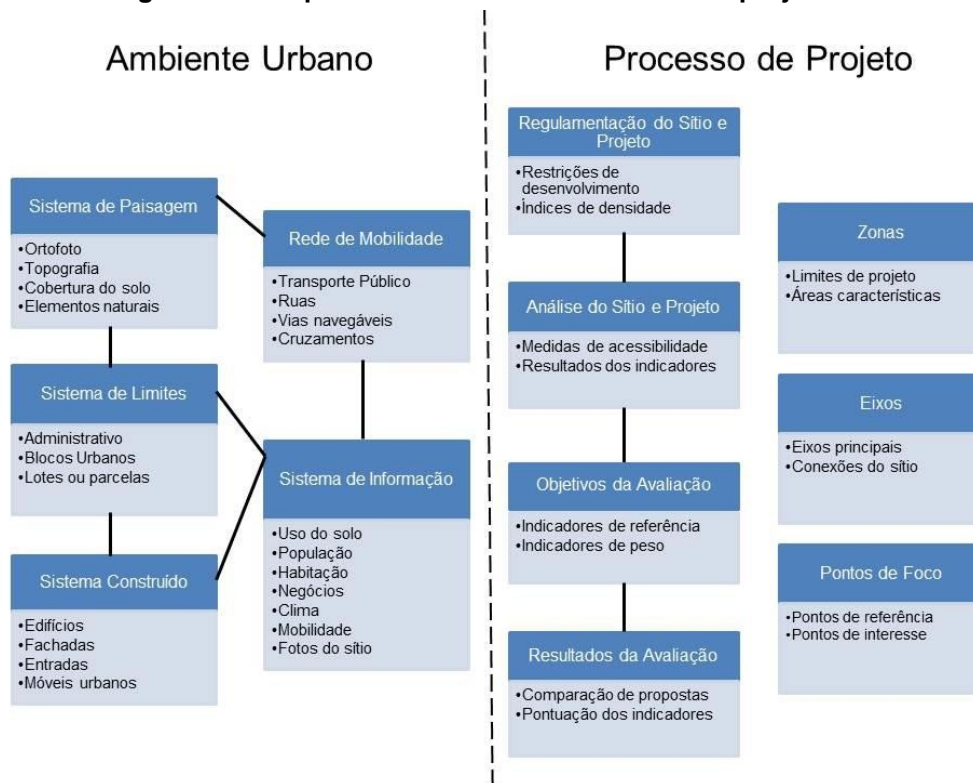 Ambiente Urbano
Sistema de Paisagem
•Ortofoto
•Topografia
•Cobertura do solo
•Elementos naturais
Rede de Mobilidade
•Transporte Público
•Ruas
•Vias navegáveis
•Cruzamentos
Sistema de Limites
•Administrativo
•Blocos Urbanos
•Lotes ou parcelas
Sistema de Informação
•Uso do solo
•População
•Habitação
•Negócios
•Clima
•Mobilidade
•Fotos do sítio
Sistema Construído
•Edifícios
•Fachadas
•Entradas
•Móveis urbanos
Processo de Projeto
Regulamentação do Sítio e
Projeto
•Restrições de
desenvolvimento
•Índices de densidade
Análise do Sítio e Projeto
•Medidas de acessibilidade
•Resultados dos indicadores
Objetivos da Avaliação
•Indicadores de referência
•Indicadores de peso
Resultados da Avaliação
•Comparação de propostas
•Pontuação dos indicadores
Zonas
•Limites de projeto
•Áreas características
Eixos
•Eixos principais
•Conexões do sítio
Pontos de Foco
•Pontos de referência
•Pontos de interesse